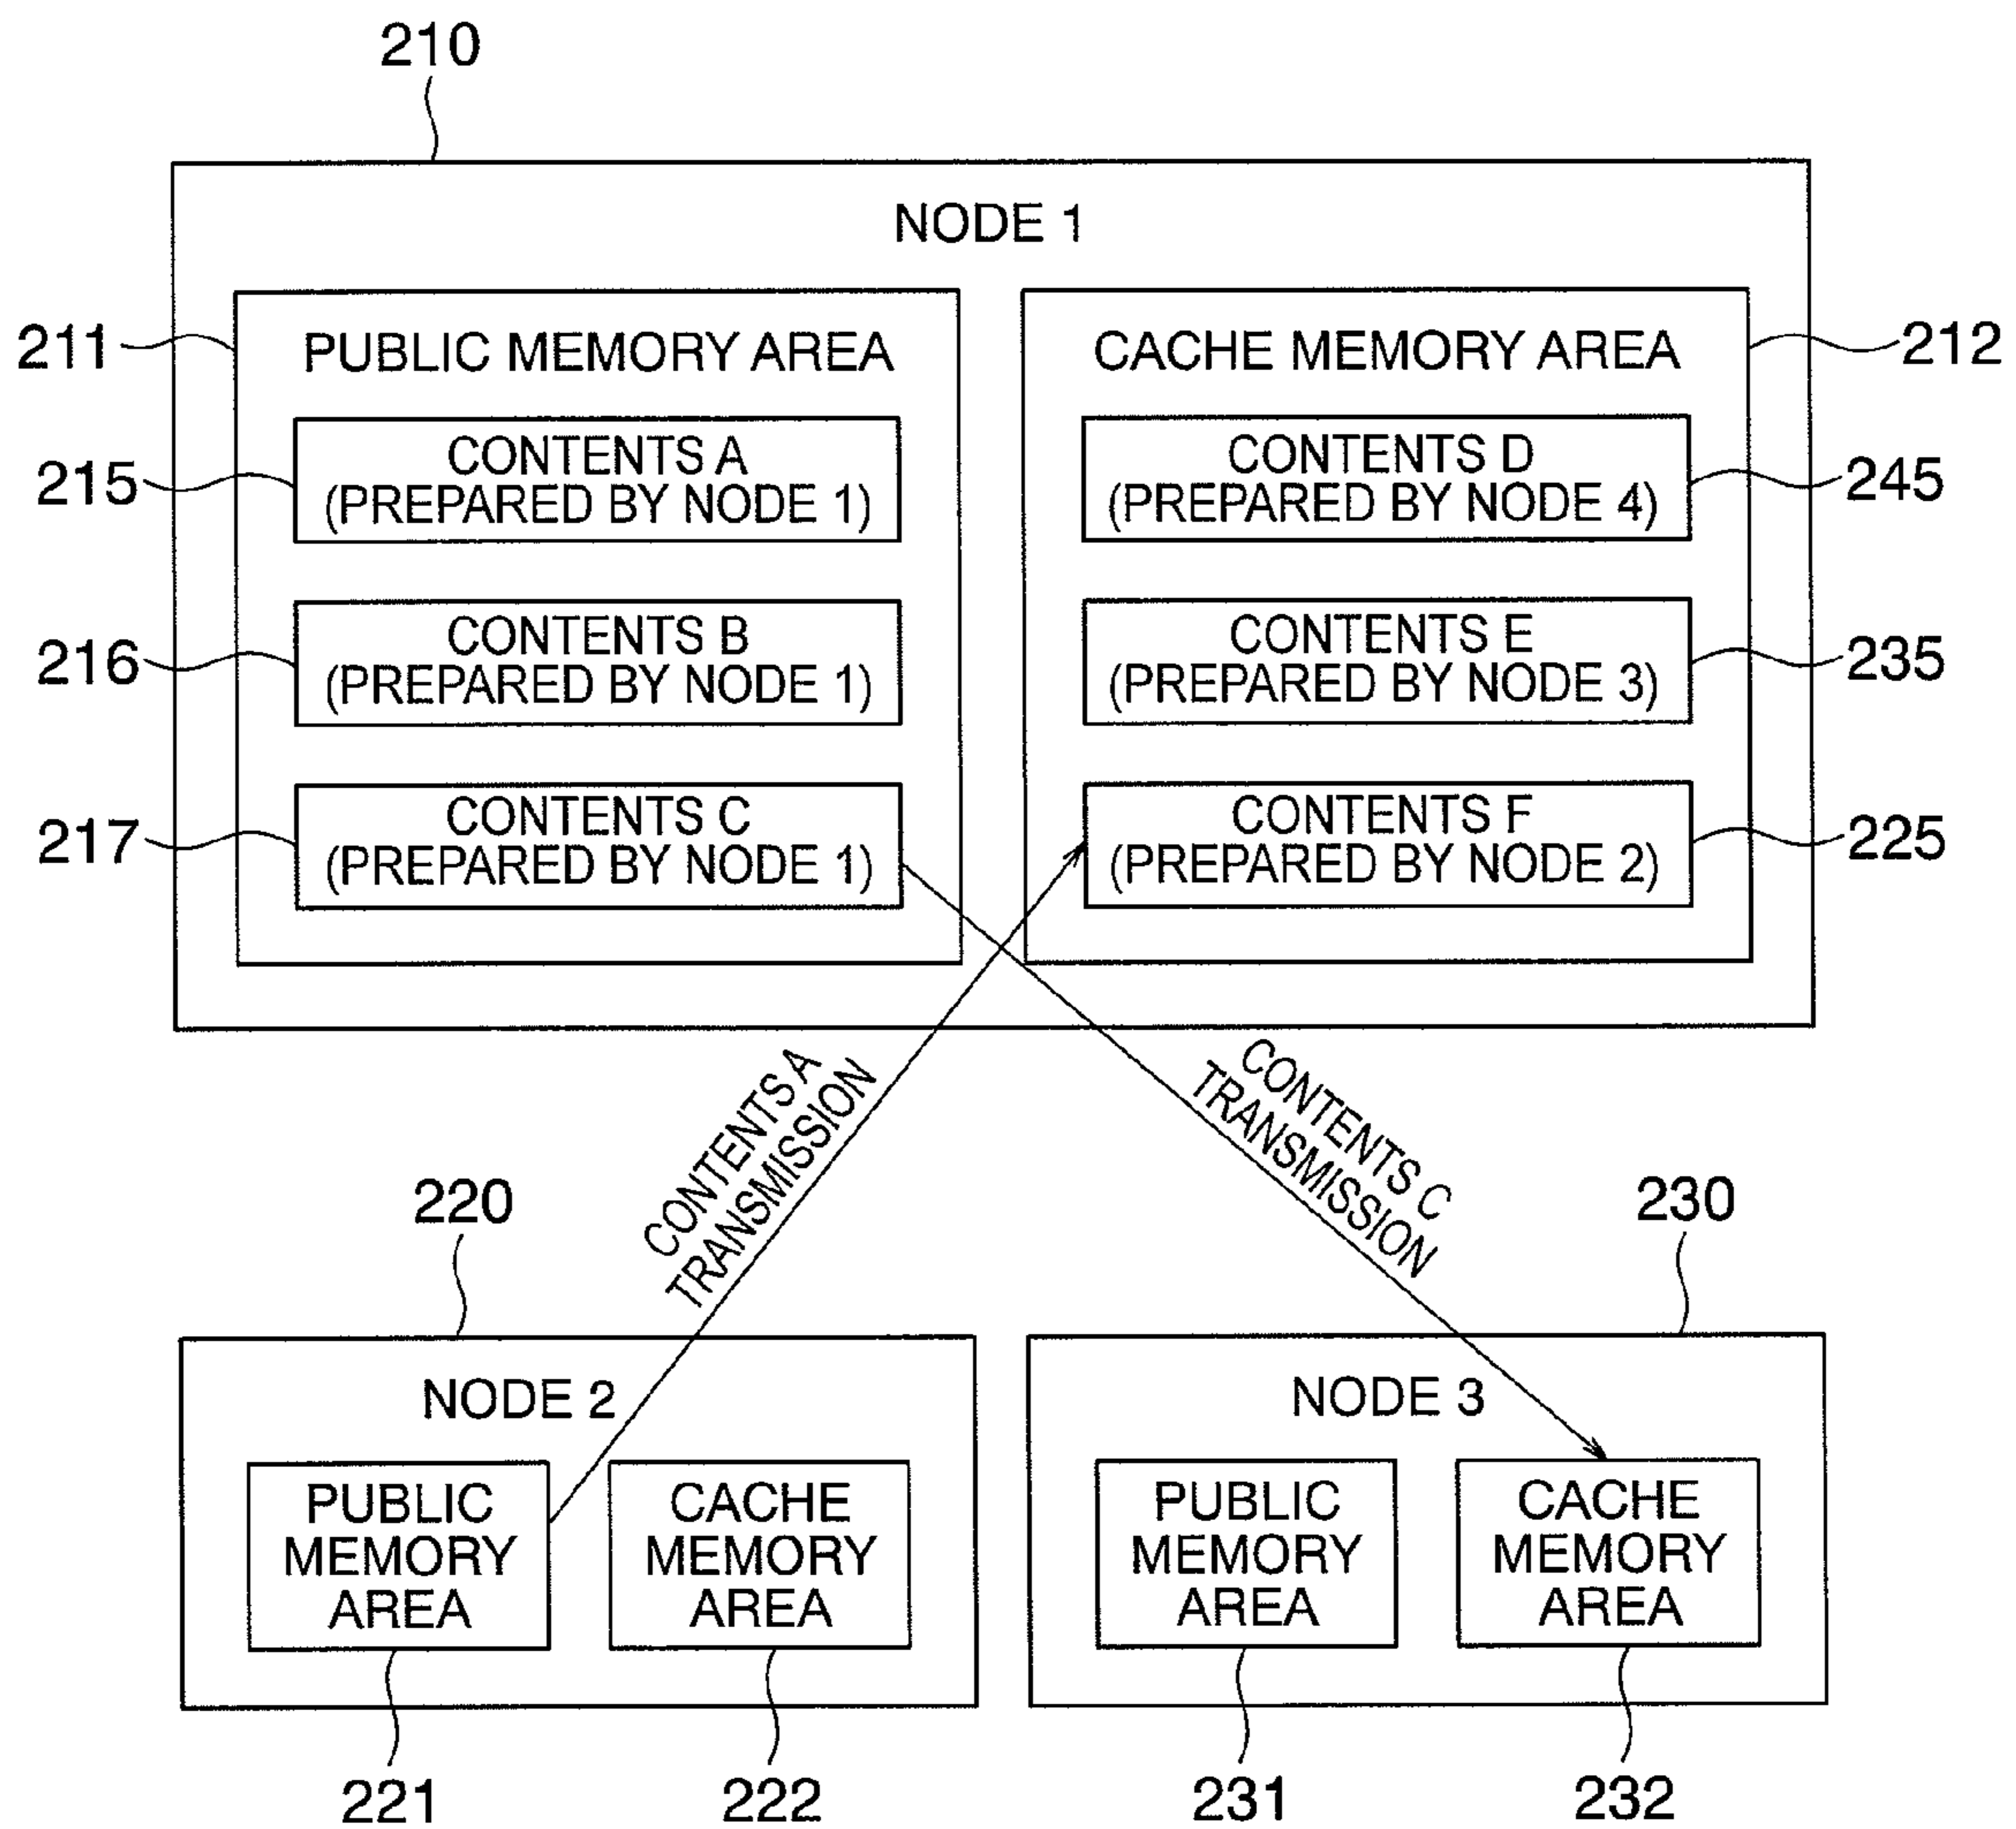 210
NODE 1
211
PUBLIC MEMORY AREA
CACHE MEMORY AREA
212
215
CONTENTS A
(PREPARED BY NODE 1)
CONTENTS D
(PREPARED BY NODE 4)
245
216
CONTENTS B
(PREPARED BY NODE 1)
CONTENTS E
(PREPARED BY NODE 3)
235
217
CONTENTS C
(PREPARED BY NODE 1)
CONTENTS F
(PREPARED BY NODE 2)
225
CONTENTS A
TRANSMISSION
CONTENTS C
TRANSMISSION
220
230
NODE 2
NODE 3
PUBLIC
MEMORY
AREA
CACHE
MEMORY
AREA
PUBLIC
MEMORY
AREA
CACHE
MEMORY
AREA
221
222
231
232